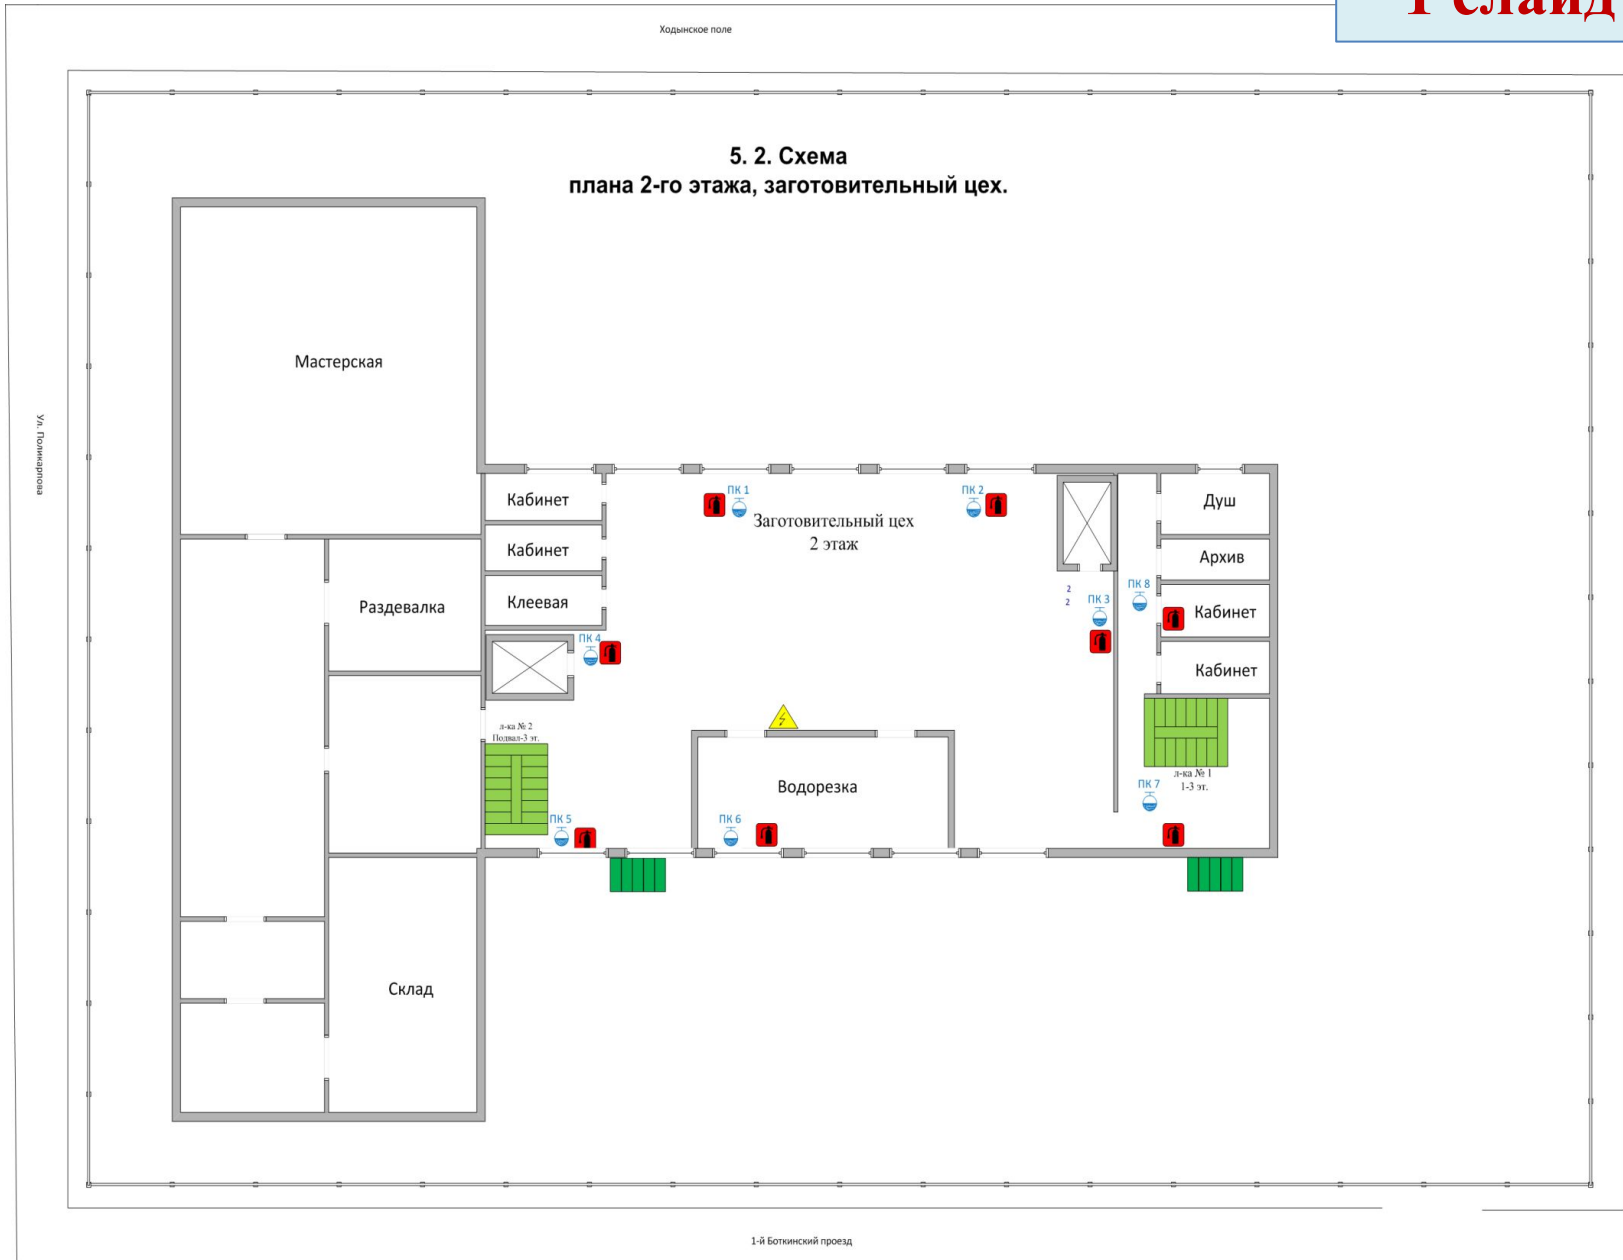 1 слайд
Ходынское поле
5. 2. Схема
плана 2-го этажа, заготовительный цех.
Мастерская
Ул. Поликарпова
Кабинет
ПК 1
ПК 2
Душ
Заготовительный цех
2 этаж
Кабинет
Архив
Клеевая
Раздевалка
2
2
ПК 3
ПК 8
Кабинет
ПК 4
Кабинет
л-ка № 2
Подвал-3 эт.
л-ка № 1
1-3 эт.
Водорезка
ПК 7
ПК 5
ПК 6
Склад
1-й Боткинский проезд